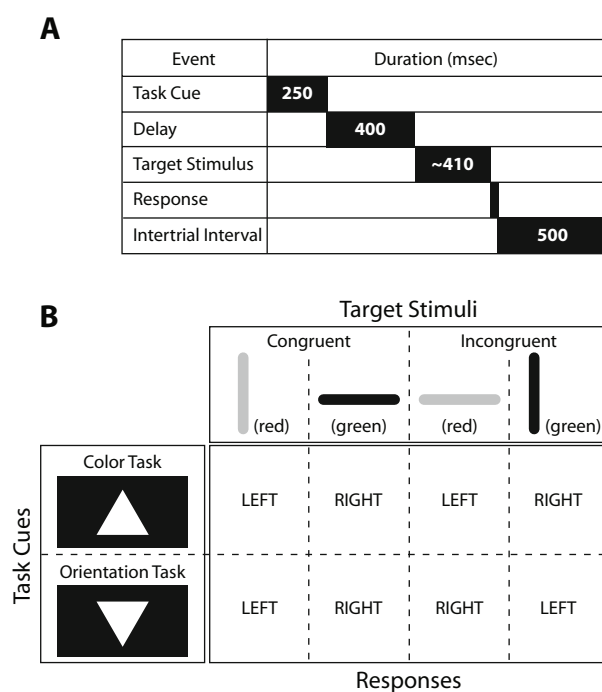 A
Event Duration (msec)
Task Cue 250
Delay 400
Target Stimulus ~410
Response
Intertrial Interval 500
B
Target Stimuli
Congruent Incongruent
(red) (green) (red) (green)
Task Cues
Color Task
LEFT RIGHT LEFT RIGHT
Orientation Task
LEFT RIGHT RIGHT LEFT
Responses